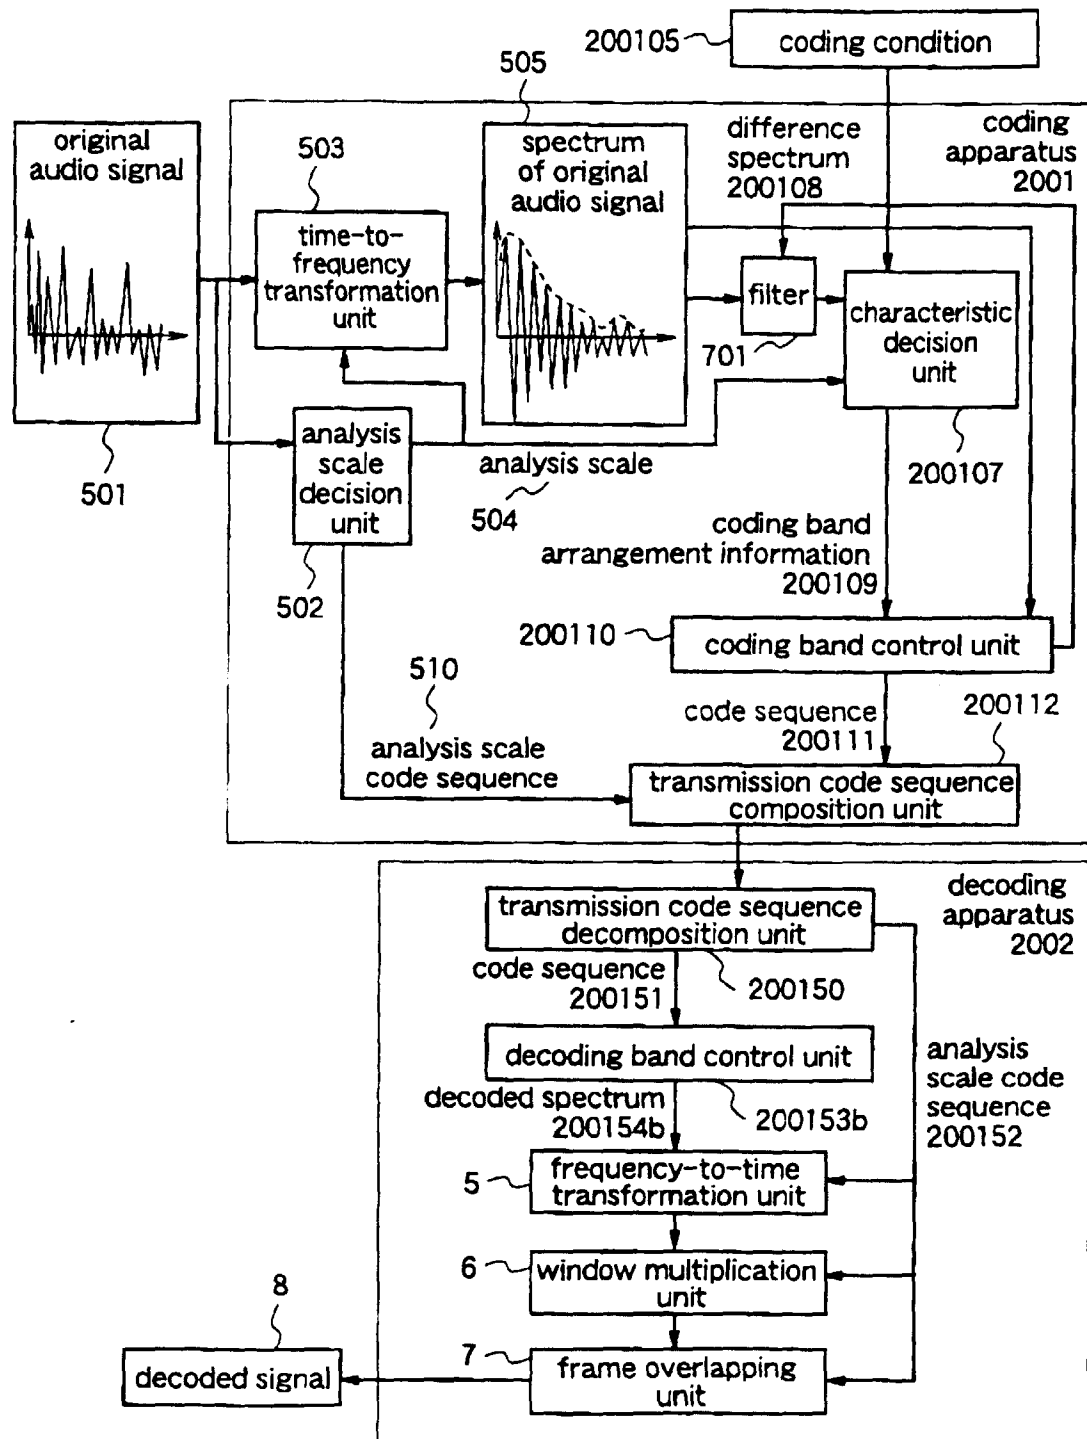 200105
coding condition
505
original
audio signal
503
spectrum
of original
audio signal
difference
spectrum
200108
coding
apparatus
2001
time-to-
frequency
transformation
unit
filter
701
characteristic
decision
unit
200107
501
analysis
scale
decision
unit
502
analysis scale
504
coding band
arrangement information
200109
200110
coding band control unit
510
analysis scale
code sequence
code sequence
200111
200112
transmission code sequence
composition unit
decoding
apparatus
2002
transmission code sequence
decomposition unit
code sequence
200151
200150
decoding band control unit
decoded spectrum
200154b
200153b
analysis
scale code
sequence
200152
5
frequency-to-time
transformation unit
6
window multiplication
unit
8
decoded signal
7
frame overlapping
unit